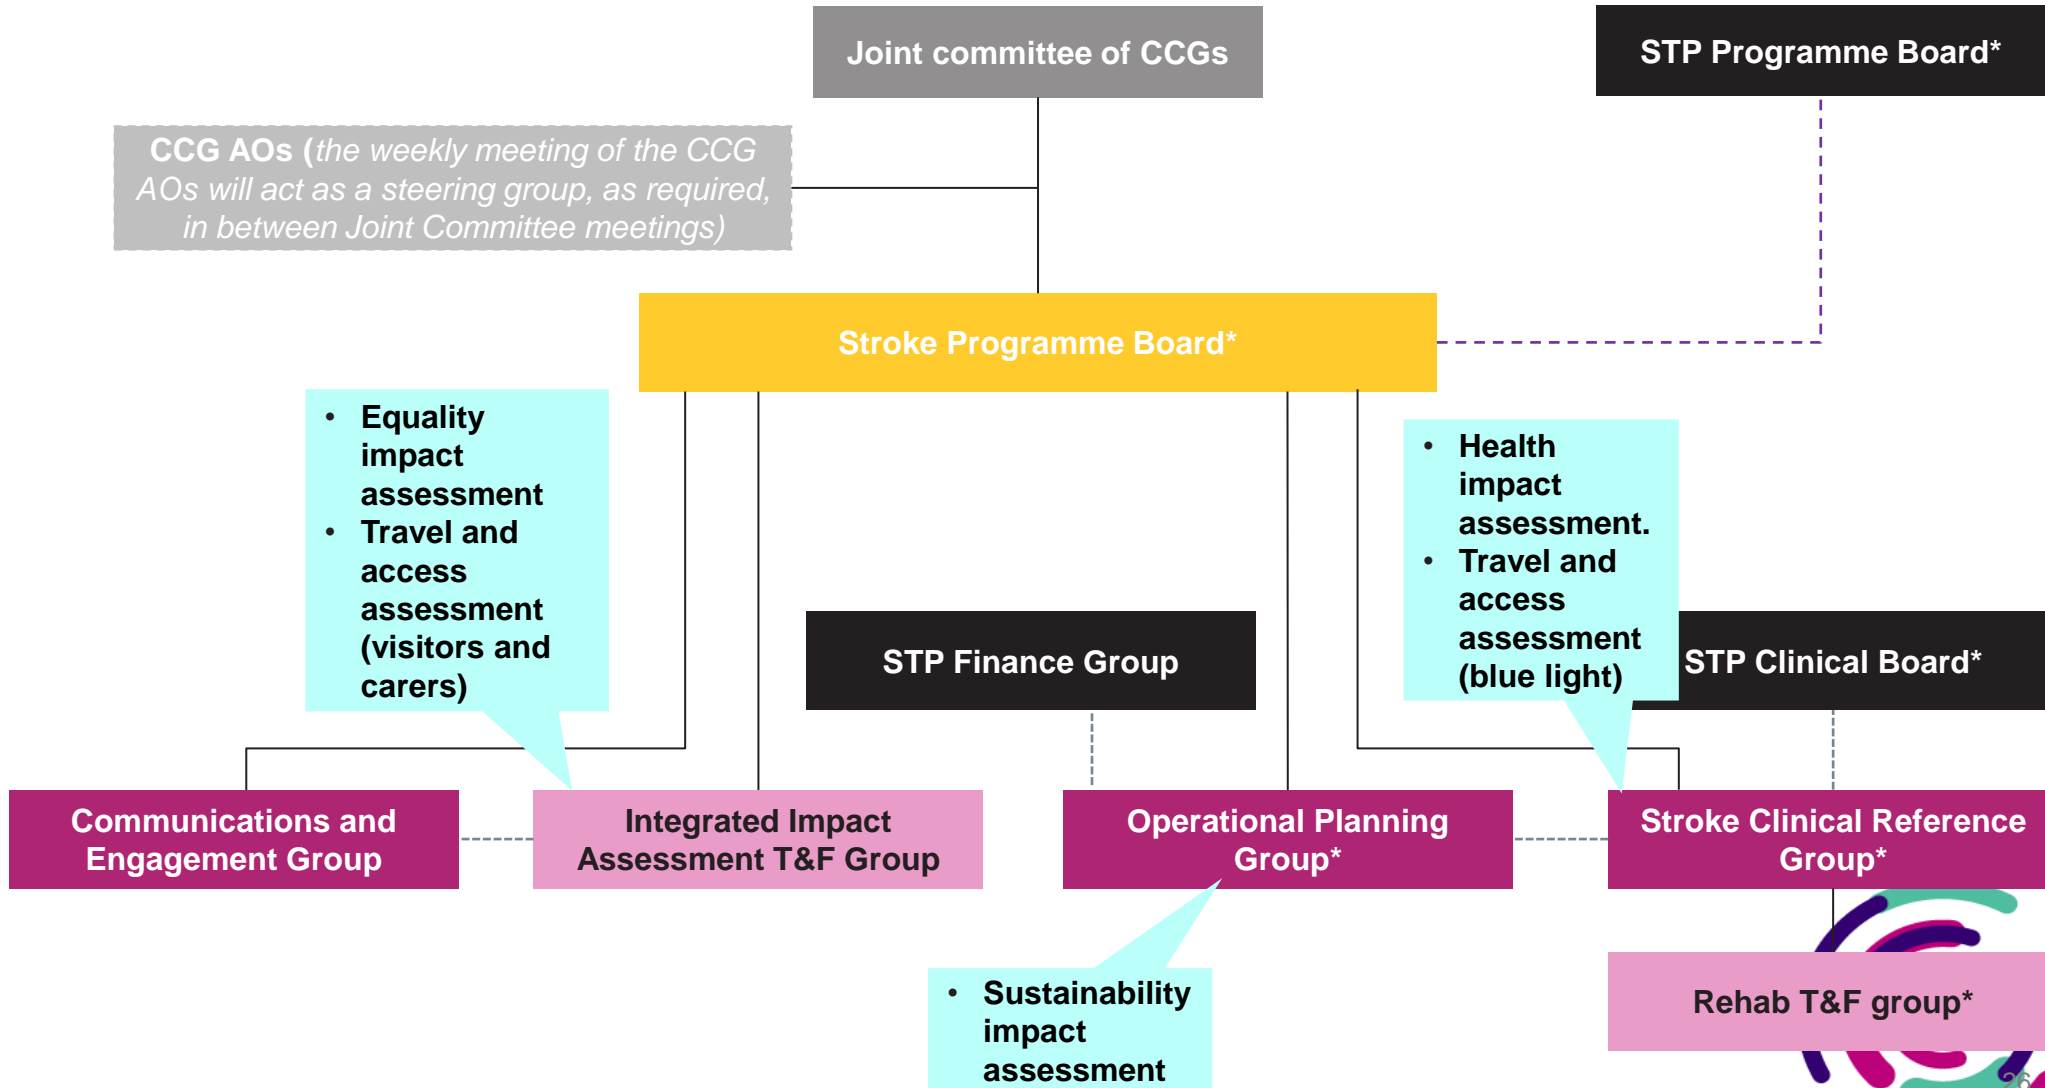 Joint committee of CCGs
STP Programme Board*
CCG AOs (the weekly meeting of the CCG
AOs will act as a steering group, as required,
in between Joint Committee meetings)
Stroke Programme Board*
• Equality
impact
assessment
• Travel and
access
assessment
(visitors and
carers)
• Health
impact
assessment.
• Travel and
access
assessment
(blue light)
STP Finance Group
STP Clinical Board*
Communications and
Engagement Group
Integrated Impact
Assessment T&F Group
Operational Planning
Group*
Stroke Clinical Reference
Group*
• Sustainability
impact
assessment
Rehab T&F group*
26